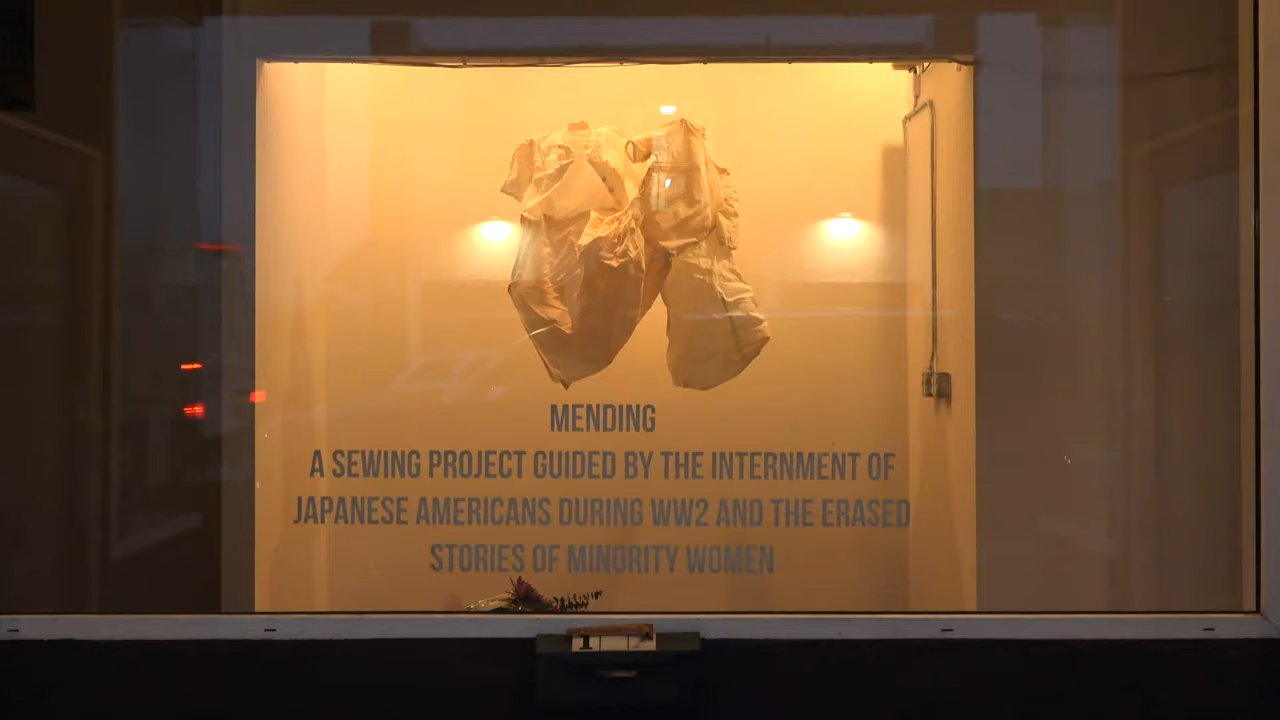 MENDING
A SEWING PROJECT GUIDED BY THE INTERNMENT OF
JAPANESE AMERICANS DURING WW2 AND THE ERASED
STORIES OF MINORITY WOMEN